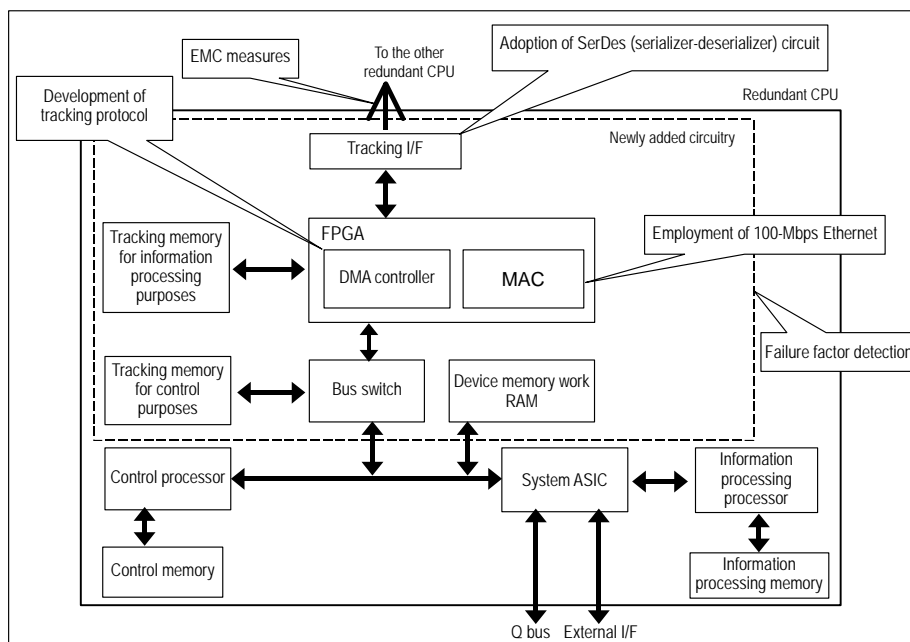 EMC measures
To the other
redundant CPU
Adoption of SerDes (serializer-deserializer) circuit
Development of
tracking protocol
Redundant CPU
Newly added circuitry
Tracking I/F
FPGA
DMA controller
MAC
Employment of 100-Mbps Ethernet
Tracking memory
for information
processing
purposes
Failure factor detection
Tracking memory
for control
purposes
Bus switch
Device memory work
RAM
Control processor
System ASIC
Information
processing
processor
Control memory
Information
processing memory
Q bus
External I/F